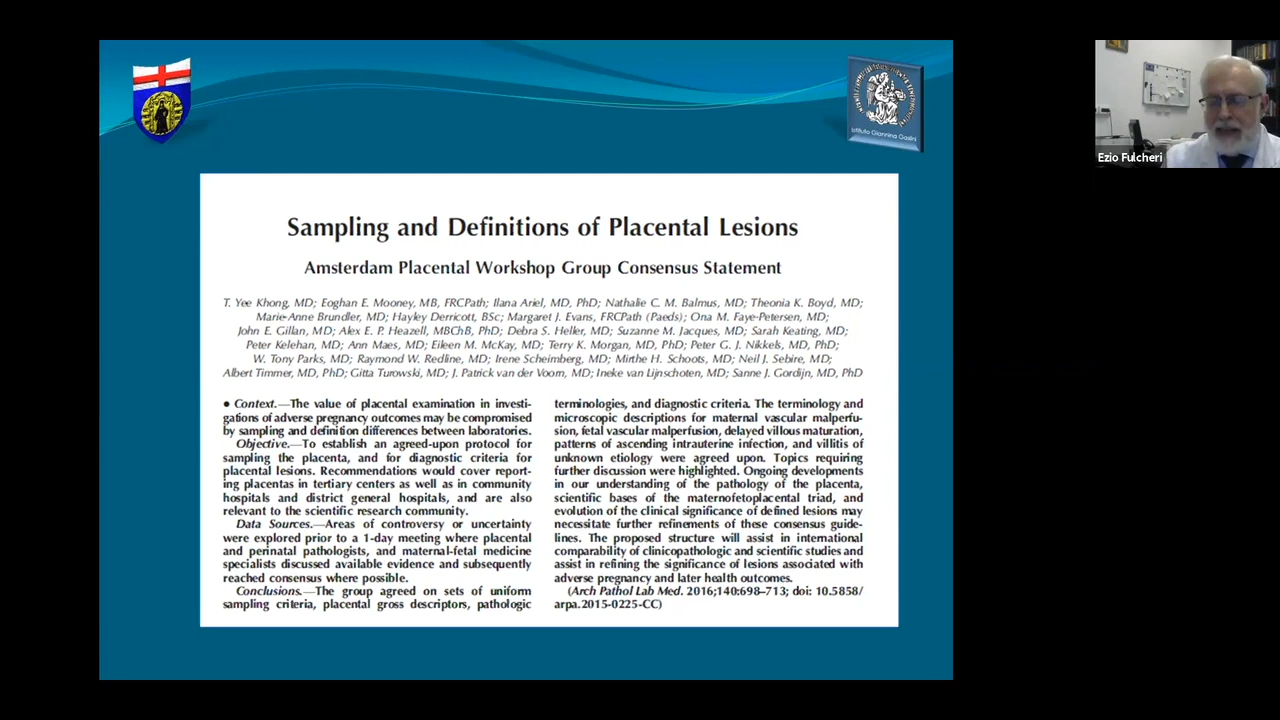 Istituto Giannina Gaslini
Ezio Fulcheri
Sampling and Definitions of Placental Lesions
Amsterdam Placental Workshop Group Consensus Statement
T. Yee Khong, MD; Eoghan E. Mooney, MB, FRCPath; Ilana Ariel, MD, PhD; Nathalie C. M. Balmus, MD; Theonia K. Boyd, MD;
Marie-Anne Brundler, MD; Hayley Derricott, BSc; Margaret J. Evans, FRCPath (Paeds); Ona M. Faye-Petersen, MD;
John E. Gillan, MD; Alex E. P. Heazell, MBChB, PhD; Debra S. Heller, MD; Suzanne M. Jacques, MD; Sarah Keating, MD;
Peter Kelehan, MD; Ann Maes, MD; Eileen M. McKay, MD; Terry K. Morgan, MD, PhD; Peter G. J. Nikkels, MD, PhD;
W. Tony Parks, MD; Raymond W. Redline, MD; Irene Scheimberg, MD; Mirthe H. Schoots, MD; Neil J. Sebire, MD;
Albert Timmer, MD, PhD; Gitta Turowski, MD; J. Patrick van der Voorn, MD; Ineke van Lijnschoten, MD; Sanne J. Gordijn, MD, PhD
● Context.—The value of placental examination in investi-
gations of adverse pregnancy outcomes may be compromised
by sampling and definition differences between laboratories.
Objective.—To establish an agreed-upon protocol for
sampling the placenta, and for diagnostic criteria for
placental lesions. Recommendations would cover report-
ing placentas in tertiary centers as well as in community
hospitals and district general hospitals, and are also
relevant to the scientific research community.
Data Sources.—Areas of controversy or uncertainty
were explored prior to a 1-day meeting where placental
and perinatal pathologists, and maternal-fetal medicine
specialists discussed available evidence and subsequently
reached consensus where possible.
Conclusions.—The group agreed on sets of uniform
sampling criteria, placental gross descriptors, pathologic
terminologies, and diagnostic criteria. The terminology and
microscopic descriptions for maternal vascular malperfu-
sion, fetal vascular malperfusion, delayed villous maturation,
patterns of ascending intrauterine infection, and villitis of
unknown etiology were agreed upon. Topics requiring
further discussion were highlighted. Ongoing developments
in our understanding of the pathology of the placenta,
scientific bases of the maternofetoplacental triad, and
evolution of the clinical significance of defined lesions may
necessitate further refinements of these consensus guide-
lines. The proposed structure will assist in international
comparability of clinicopathologic and scientific studies and
assist in refining the significance of lesions associated with
adverse pregnancy and later health outcomes.
(Arch Pathol Lab Med. 2016;140:698–713; doi: 10.5858/
arpa.2015-0225-CC)